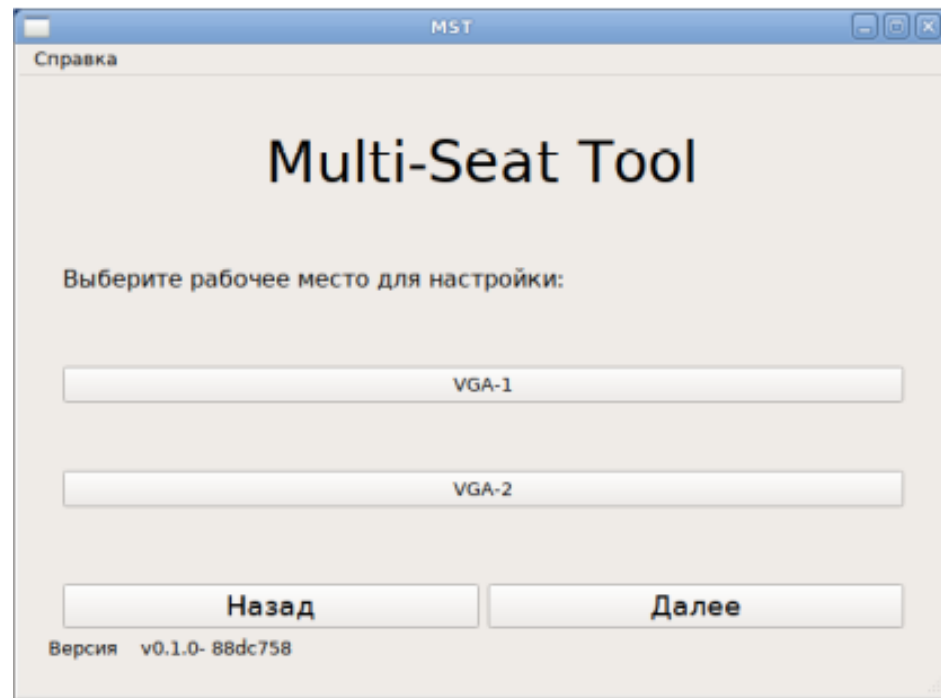 MST
Справка
Multi-Seat Tool
Выберите рабочее место для настройки:
VGA-1
VGA-2
Назад Далее
Версия v0.1.0- 88dc758